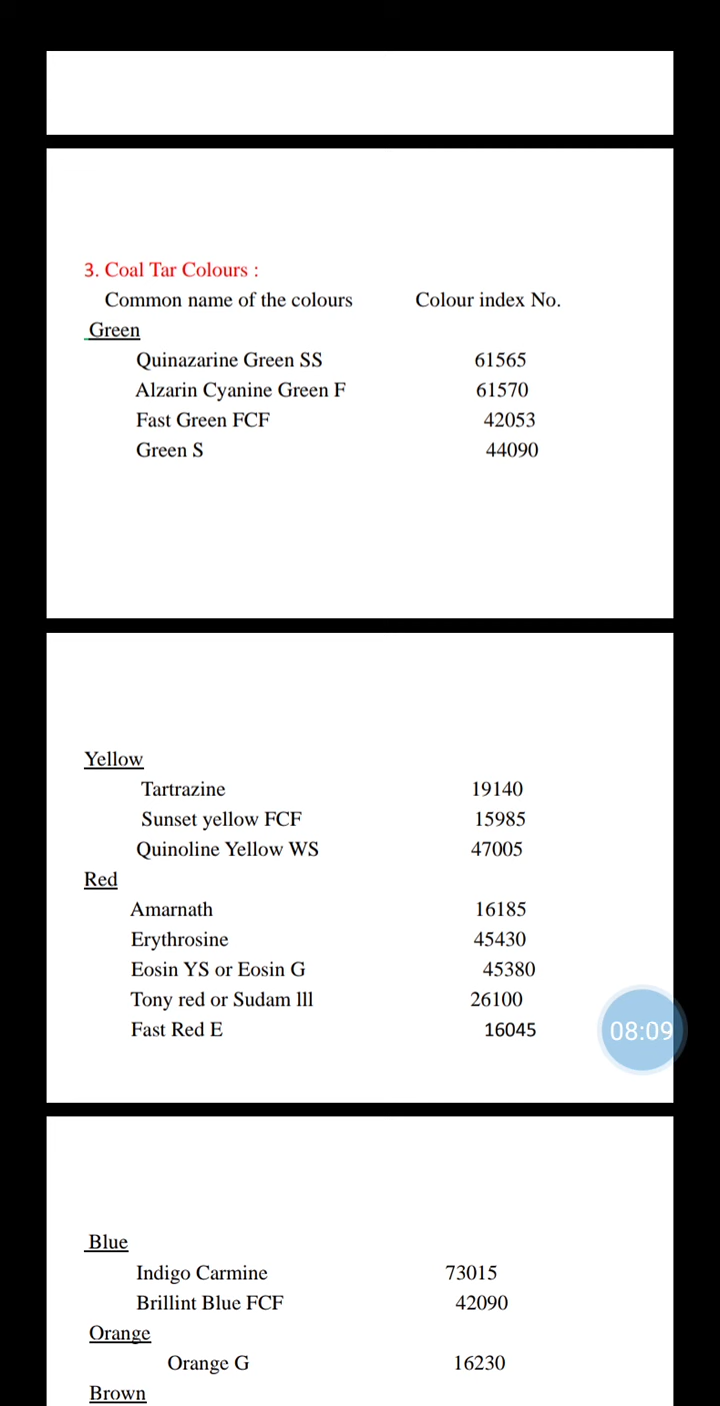 3. Coal Tar Colours :
Common name of the colours Colour index No.
Green
Quinazarine Green SS 61565
Alzarin Cyanine Green F 61570
Fast Green FCF 42053
Green S 44090
Yellow
Tartrazine 19140
Sunset yellow FCF 15985
Quinoline Yellow WS 47005
Red
Amarnath 16185
Erythrosine 45430
Eosin YS or Eosin G 45380
Tony red or Sudam lll 26100
Fast Red E 16045
08:09
Blue
Indigo Carmine 73015
Brillint Blue FCF 42090
Orange
Orange G 16230
Brown